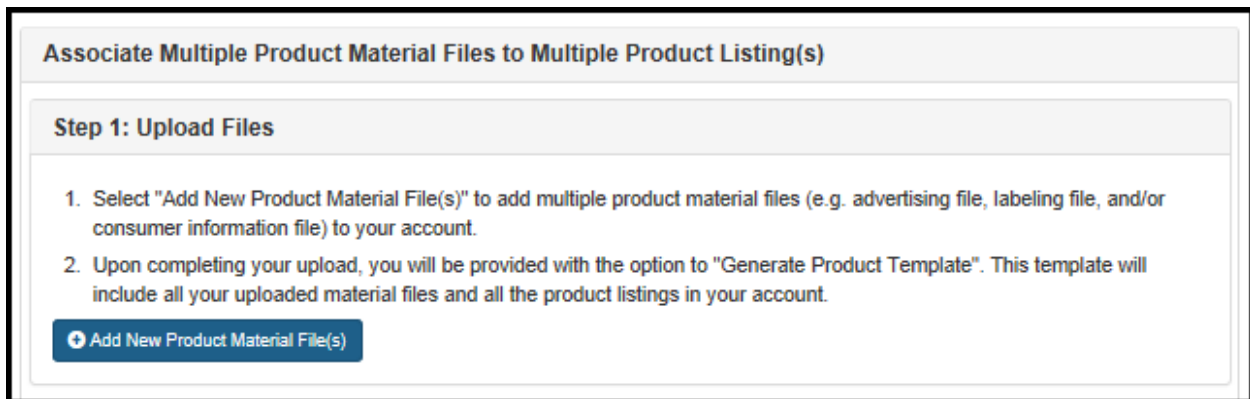 Associate Multiple Product Material Files to Multiple Product Listing(s)
Step 1: Upload Files
1. Select "Add New Product Material File(s)" to add multiple product material files (e.g. advertising file, labeling file, and/or
consumer information file) to your account.
2. Upon completing your upload, you will be provided with the option to "Generate Product Template". This template will
include all your uploaded material files and all the product listings in your account.
Add New Product Material File(s)